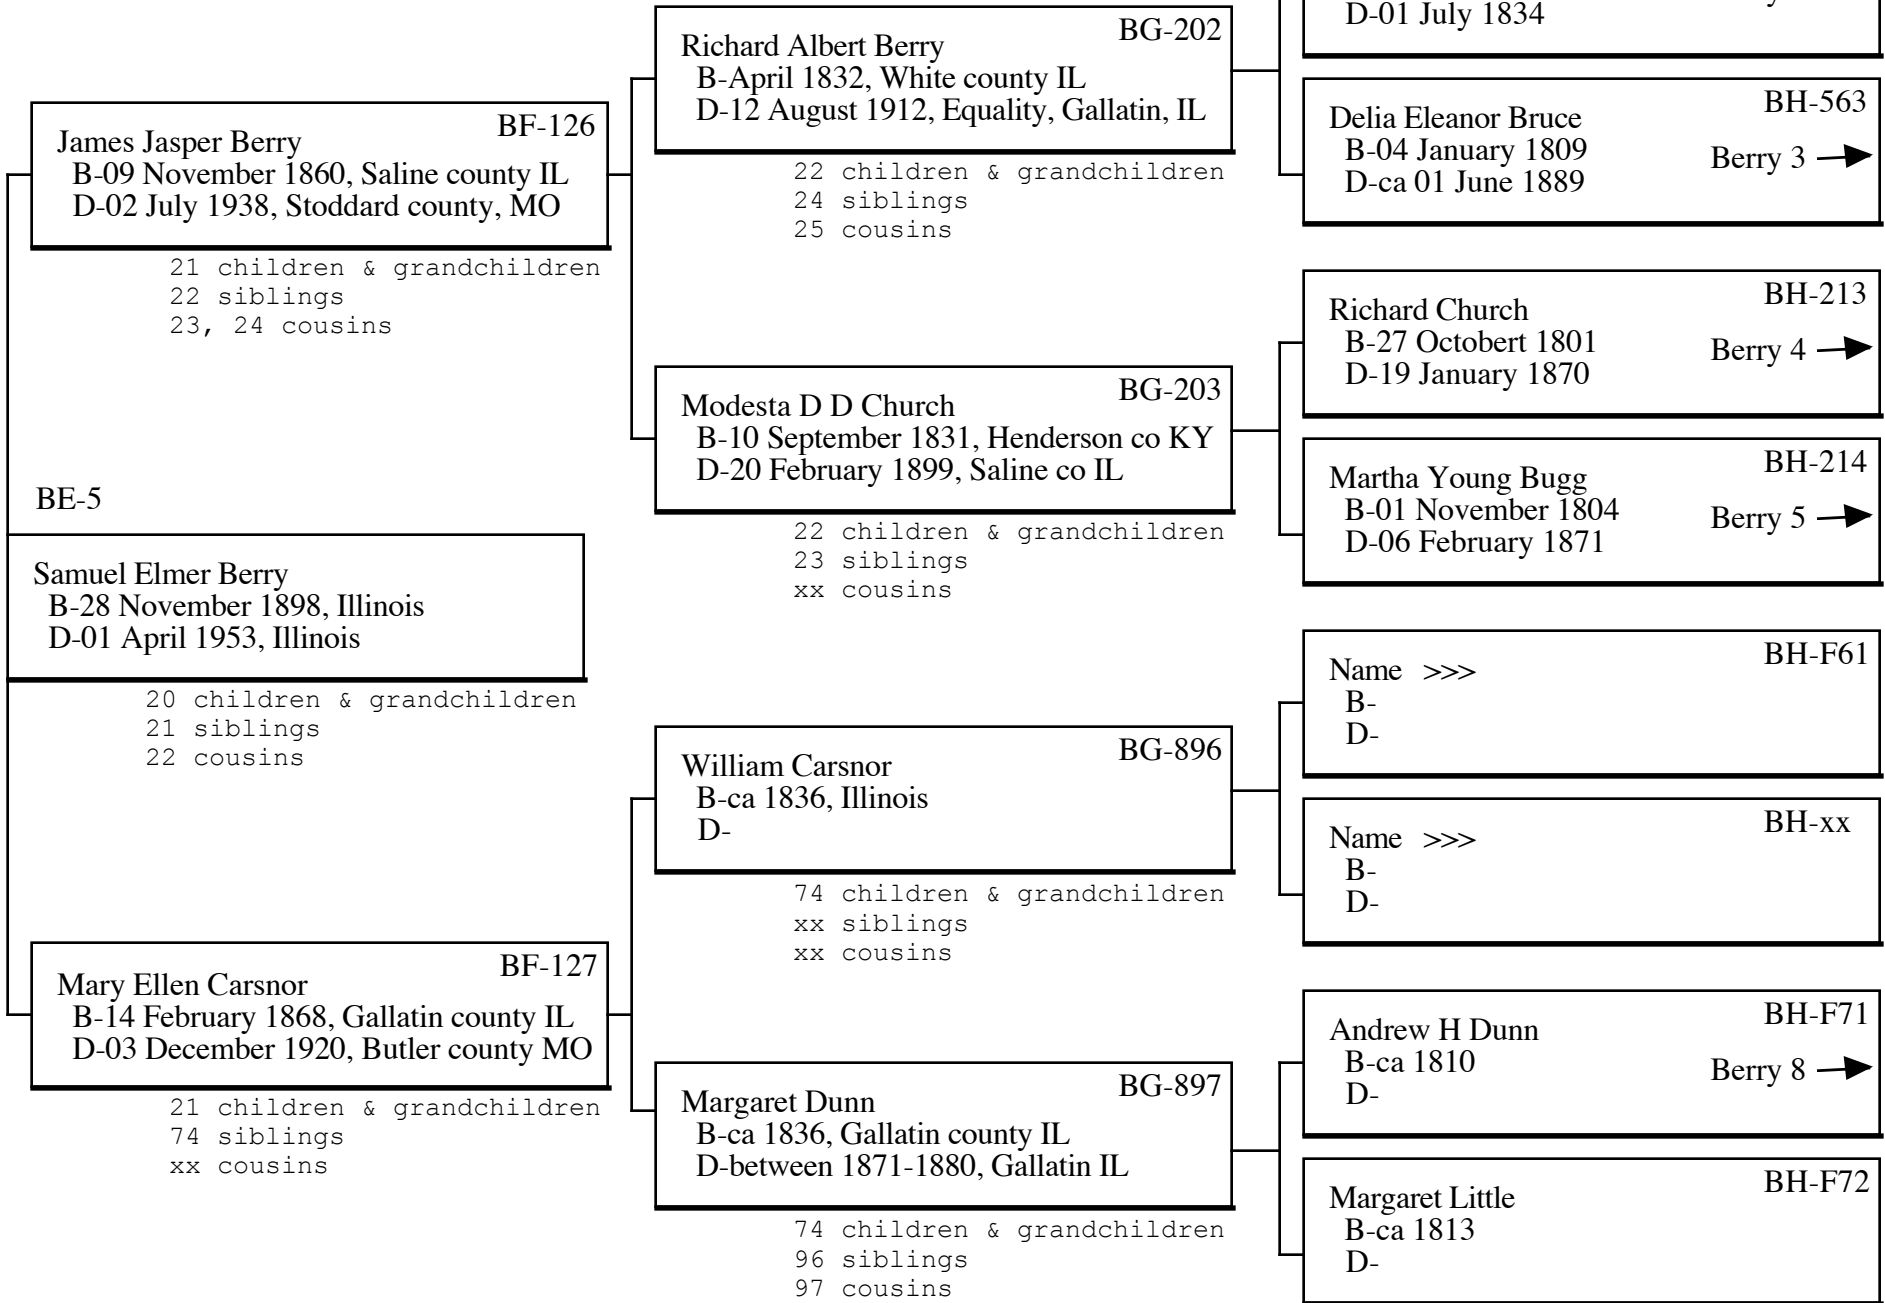 D-01 July 1834
BG-202
Richard Albert Berry
B-April 1832, White county IL
D-12 August 1912, Equality, Gallatin, IL
22 children & grandchildren
24 siblings
25 cousins
BH-563
Delia Eleanor Bruce
B-04 January 1809
Berry 3
D-ca 01 June 1889
BF-126
James Jasper Berry
B-09 November 1860, Saline county IL
D-02 July 1938, Stoddard county, MO
21 children & grandchildren
22 siblings
23, 24 cousins
BH-213
Richard Church
B-27 Octobert 1801
Berry 4
D-19 January 1870
BG-203
Modesta D D Church
B-10 September 1831, Henderson co KY
D-20 February 1899, Saline co IL
22 children & grandchildren
23 siblings
xx cousins
BH-214
Martha Young Bugg
B-01 November 1804
Berry 5
D-06 February 1871
BE-5
Samuel Elmer Berry
B-28 November 1898, Illinois
D-01 April 1953, Illinois
20 children & grandchildren
21 siblings
22 cousins
BH-F61
Name >>>
B-
D-
BG-896
William Carsnor
B-ca 1836, Illinois
D-
74 children & grandchildren
xx siblings
xx cousins
BH-xx
Name >>>
B-
D-
BF-127
Mary Ellen Carsnor
B-14 February 1868, Gallatin county IL
D-03 December 1920, Butler county MO
21 children & grandchildren
74 siblings
xx cousins
BH-F71
Andrew H Dunn
B-ca 1810
Berry 8
D-
BG-897
Margaret Dunn
B-ca 1836, Gallatin county IL
D-between 1871-1880, Gallatin IL
74 children & grandchildren
96 siblings
97 cousins
BH-F72
Margaret Little
B-ca 1813
D-